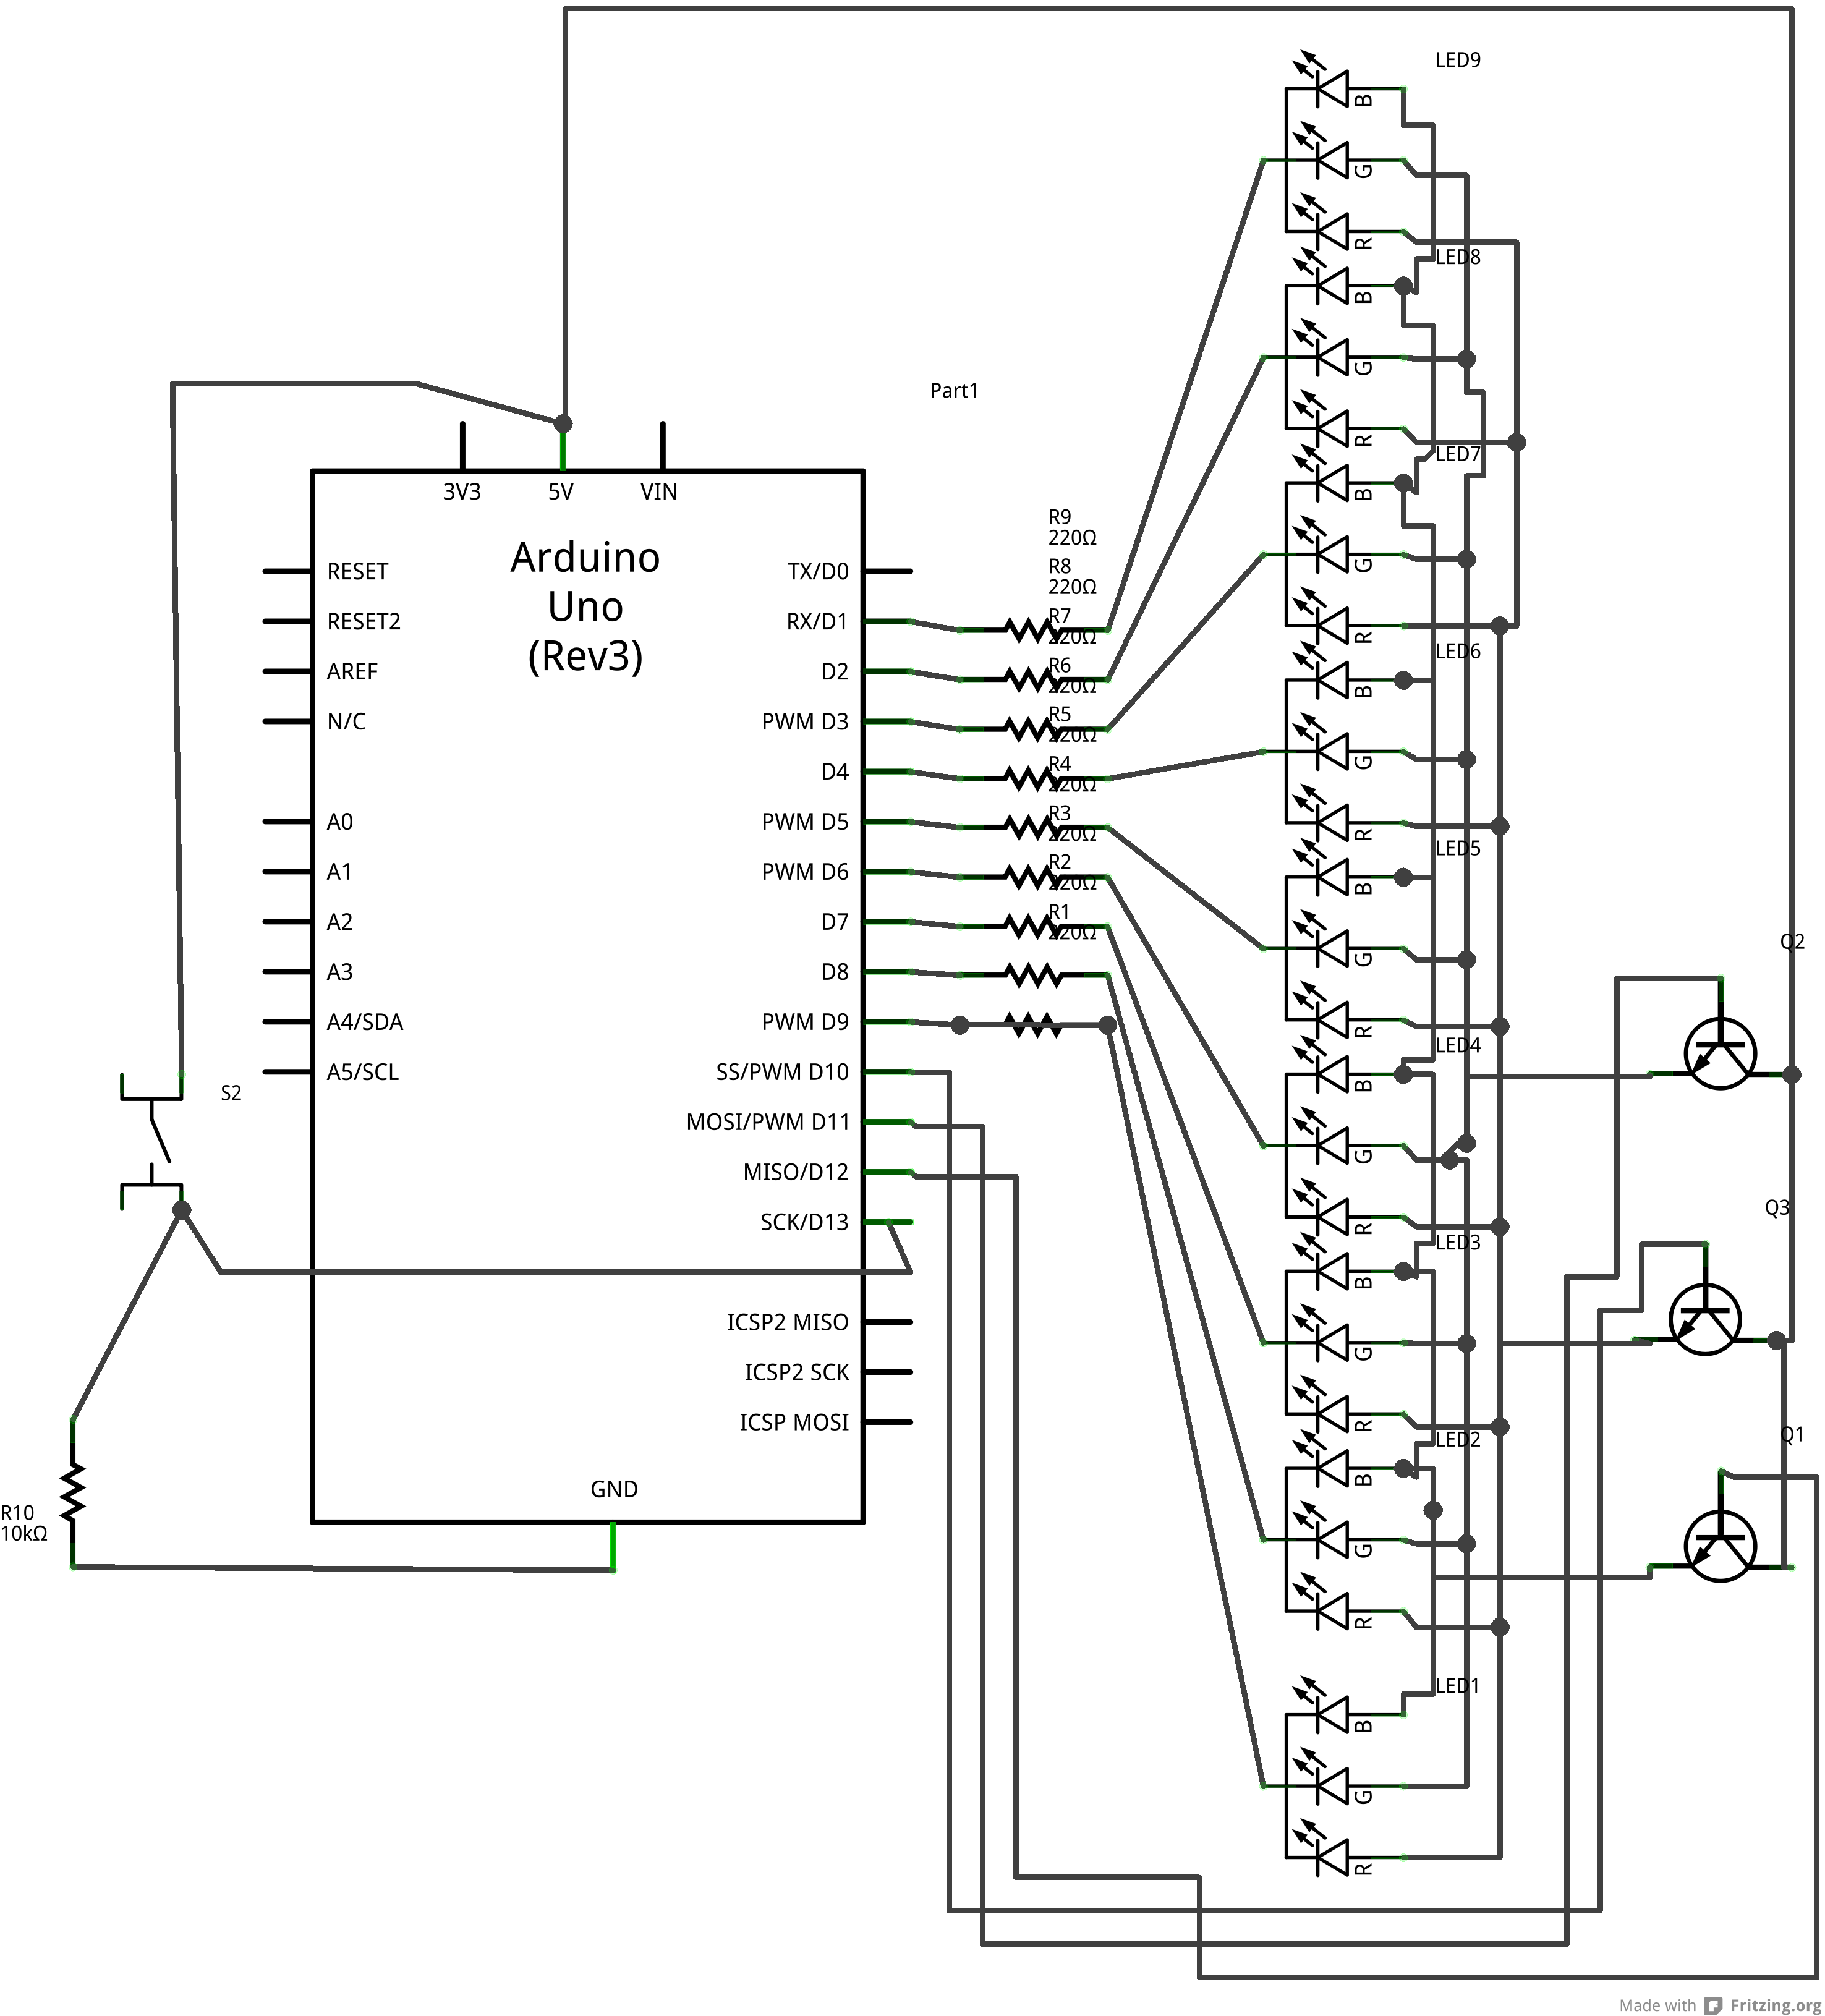 LED9
B
G
R
LED8
B
G
R
LED7
B
G
R
LED6
B
G
R
LED5
B
G
R
LED4
B
G
R
LED3
B
G
R
LED2
B
G
R
LED1
B
G
R
Part1
3V3
5V
VIN
Arduino
Uno
(Rev3)
RESET
RESET2
AREF
N/C
A0
A1
A2
A3
A4/SDA
A5/SCL
TX/D0
RX/D1
D2
PWM D3
D4
PWM D5
PWM D6
D7
D8
PWM D9
SS/PWM D10
MOSI/PWM D11
MISO/D12
SCK/D13
ICSP2 MISO
ICSP2 SCK
ICSP MOSI
GND
R9
220Ω
R8
220Ω
R7
220Ω
R6
220Ω
R5
220Ω
R4
220Ω
R3
220Ω
R2
220Ω
R1
220Ω
S2
R10
10kΩ
Q2
Q3
Q1
Made with Fritzing.org